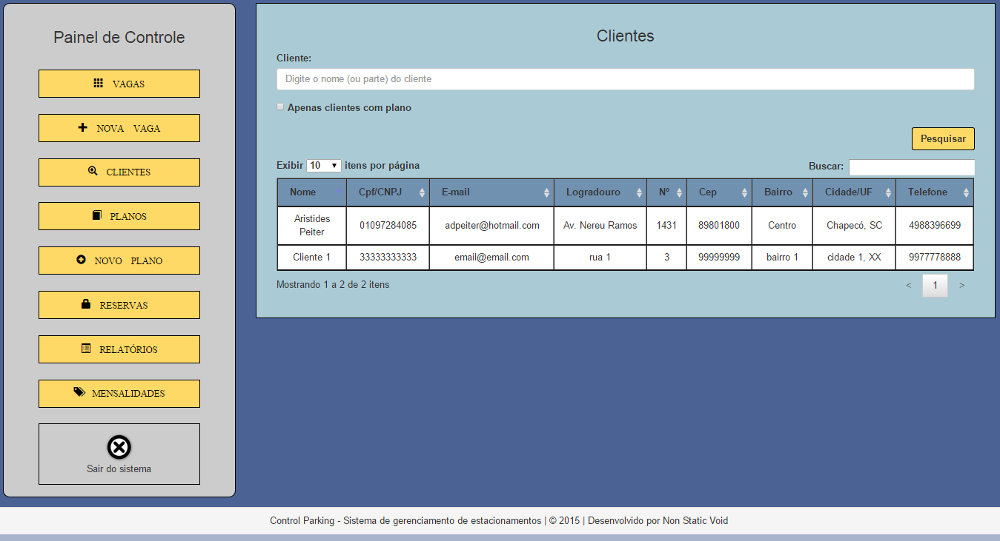 Painel de Controle
VAGAS
NOVA VAGA
CLIENTES
PLANOS
NOVO PLANO
RESERVAS
RELATÓRIOS
MENSALIDADES
Sair do sistema
Clientes
Cliente:
Digite o nome (ou parte) do cliente
Apenas clientes com plano
Pesquisar
Exibir 10 itens por página
Buscar:
Nome Cpf/CNPJ E-mail Logradouro Nº Cep Bairro Cidade/UF Telefone
Aristides
Peiter
01097284085 adpeiter@hotmail.com Av. Nereu Ramos 1431 89801800 Centro Chapecó, SC 4988396699
Cliente 1 33333333333 email@email.com rua 1 3 99999999 bairro 1 cidade 1, XX 9977778888
Mostrando 1 a 2 de 2 itens
< 1 >
Control Parking - Sistema de gerenciamento de estacionamentos | © 2015 | Desenvolvido por Non Static Void